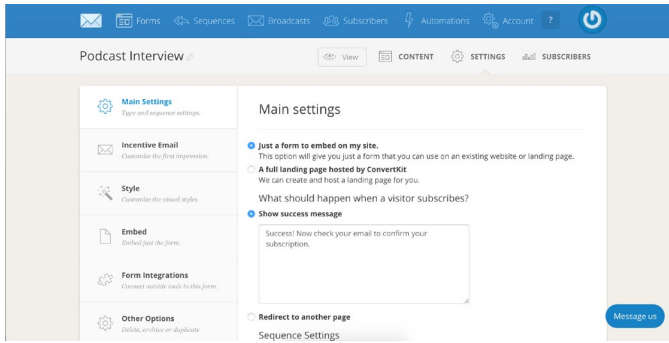 Forms Sequences Broadcasts Subscribers Automations Account ?
Podcast Interview
View CONTENT SETTINGS SUBSCRIBERS
Main Settings
Type and sequence settings.
Incentive Email
Customize the first impression.
Style
Customize the visual styles.
Embed
Embed just the form.
Form Integrations
Connect outside tools to this form.
Other Options
Delete, archive or duplicate
Main settings
Just a form to embed on my site.
This option will give you just a form that you can use on an existing website or landing page.
A full landing page hosted by ConvertKit
We can create and host a landing page for you.
What should happen when a visitor subscribes?
Show success message
Success! Now check your email to confirm your
subscription.
Redirect to another page
Sequence Settings
Message us